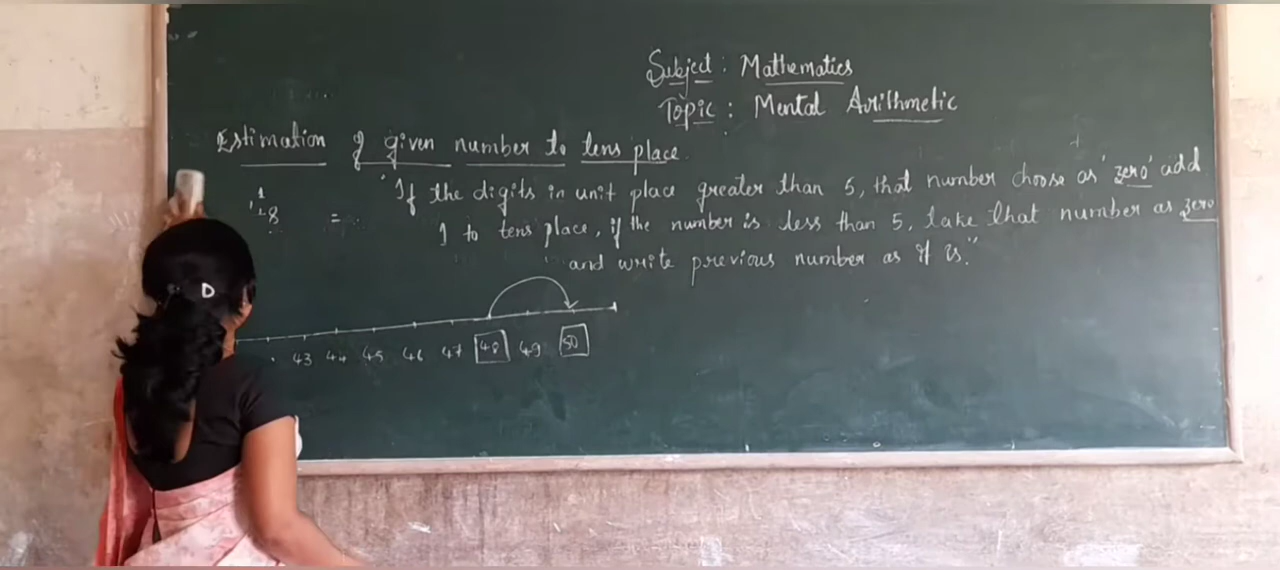 Subject : Mathematics
Topic : Mental Arithmetic
Estimation of given number to tens place.
"If the digits in unit place greater than 5, that number choose as 'zero' add
1 to tens place, if the number is less than 5, take that number as zero
and write previous number as it is."
8 =
43 44 45 46 47 48 49 50